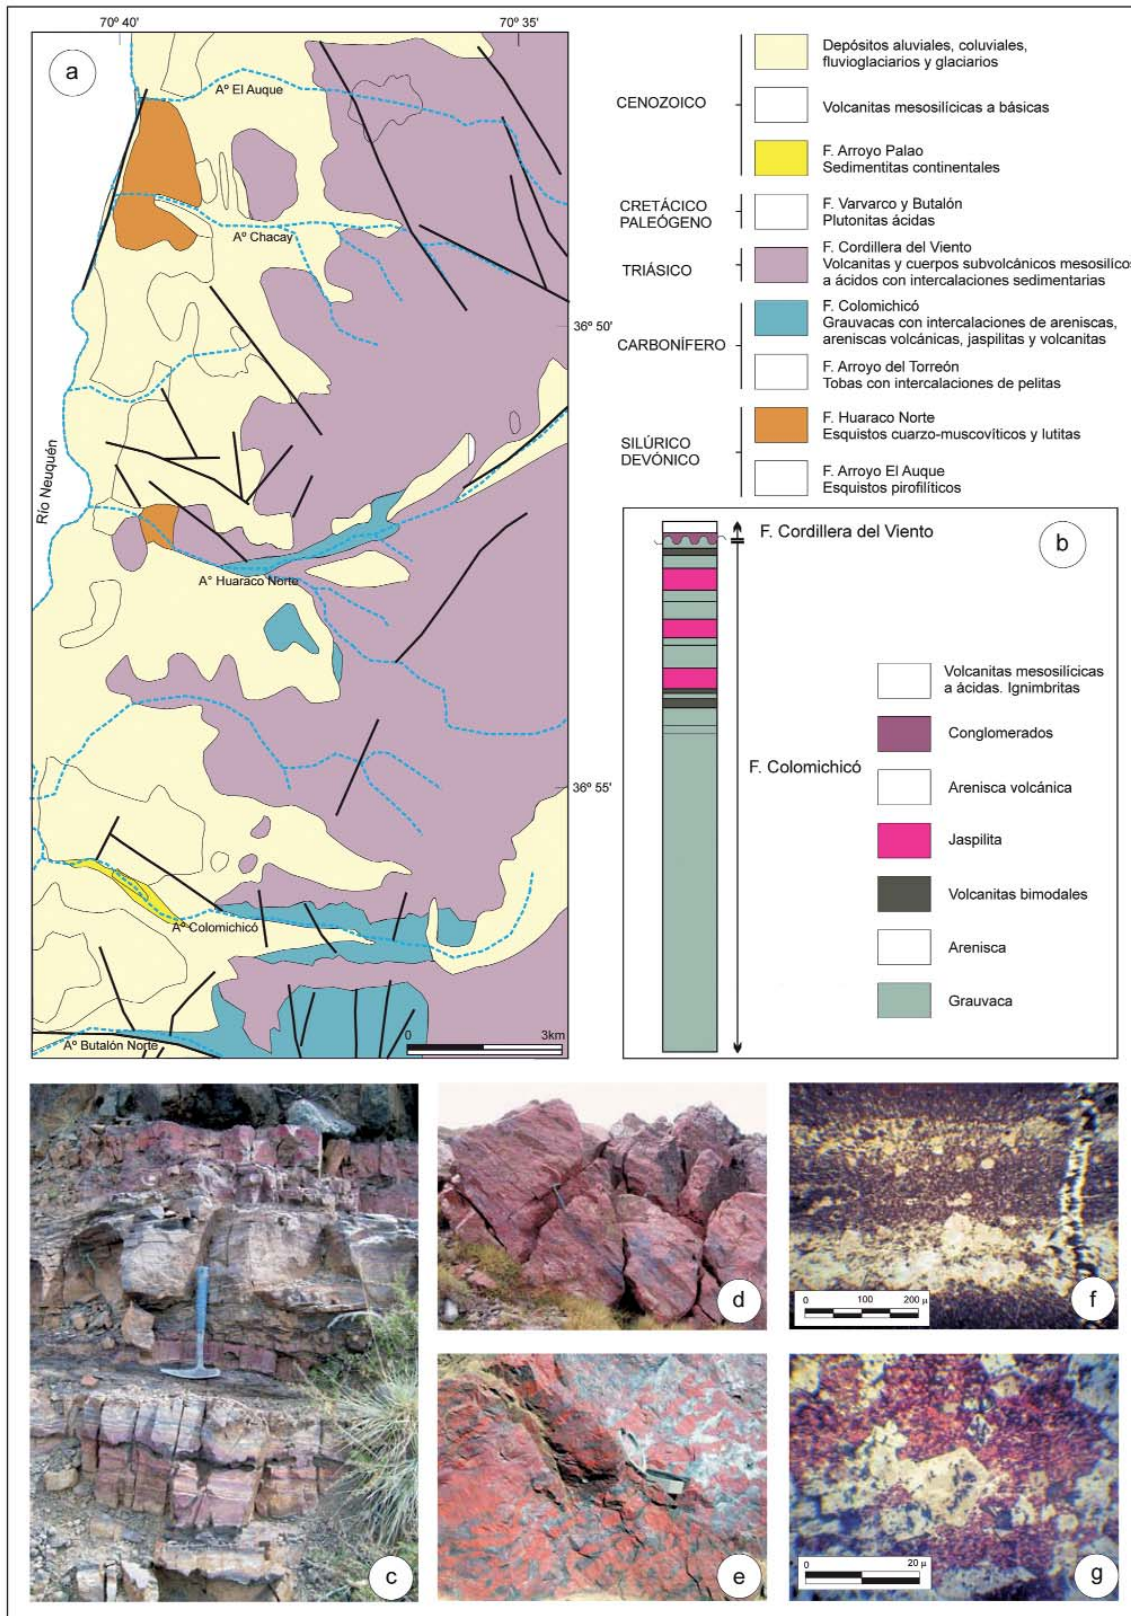 70º 40'
70º 35'
a
Aº El Auque
Aº Chacay
36º 50'
Río Neuquén
A° Huaraco Norte
36º 55'
Aº Colomichicó
Aº Butalón Norte
0
3km
CENOZOICO
Depósitos aluviales, coluviales,
fluvioglaciarios y glaciarios
Volcanitas mesosilícicas a básicas
F. Arroyo Palao
Sedimentitas continentales
CRETÁCICO
PALEÓGENO
F. Varvarco y Butalón
Plutonitas ácidas
TRIÁSICO
F. Cordillera del Viento
Volcanitas y cuerpos subvolcánicos mesosilícos
a ácidos con intercalaciones sedimentarias
CARBONÍFERO
F. Colomichicó
Grauvacas con intercalaciones de areniscas,
areniscas volcánicas, jaspilitas y volcanitas
F. Arroyo del Torreón
Tobas con intercalaciones de pelitas
SILÚRICO
DEVÓNICO
F. Huaraco Norte
Esquistos cuarzo-muscovíticos y lutitas
F. Arroyo El Auque
Esquistos pirofilíticos
F. Cordillera del Viento
b
F. Colomichicó
Volcanitas mesosilícicas
a ácidas. Ignimbritas
Conglomerados
Arenisca volcánica
Jaspilita
Volcanitas bimodales
Arenisca
Grauvaca
c
d
e
0 100 200 µ
f
0 20 µ
g